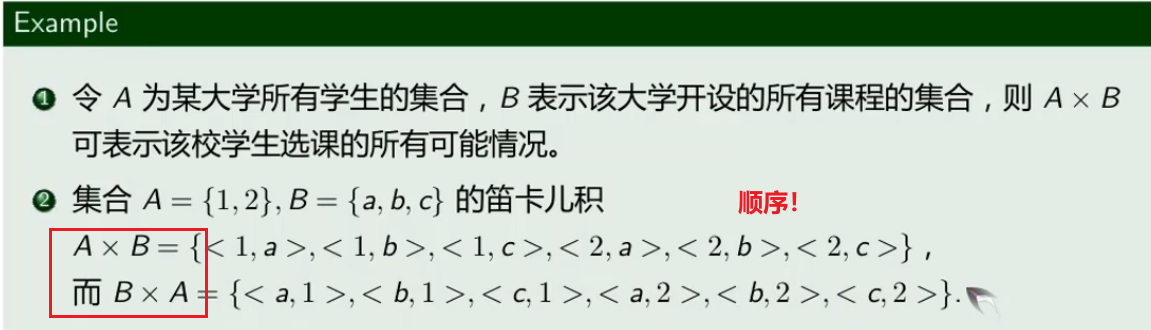 Example
1 令 A 为某大学所有学生的集合，B 表示该大学开设的所有课程的集合，则 A × B
可表示该校学生选课的所有可能情况。
2 集合 A = {1, 2}, B = {a, b, c} 的笛卡儿积
顺序！
A × B = {< 1, a >, < 1, b >, < 1, c >, < 2, a >, < 2, b >, < 2, c >}，
而 B × A = {< a, 1 >, < b, 1 >, < c, 1 >, < a, 2 >, < b, 2 >, < c, 2 >}.